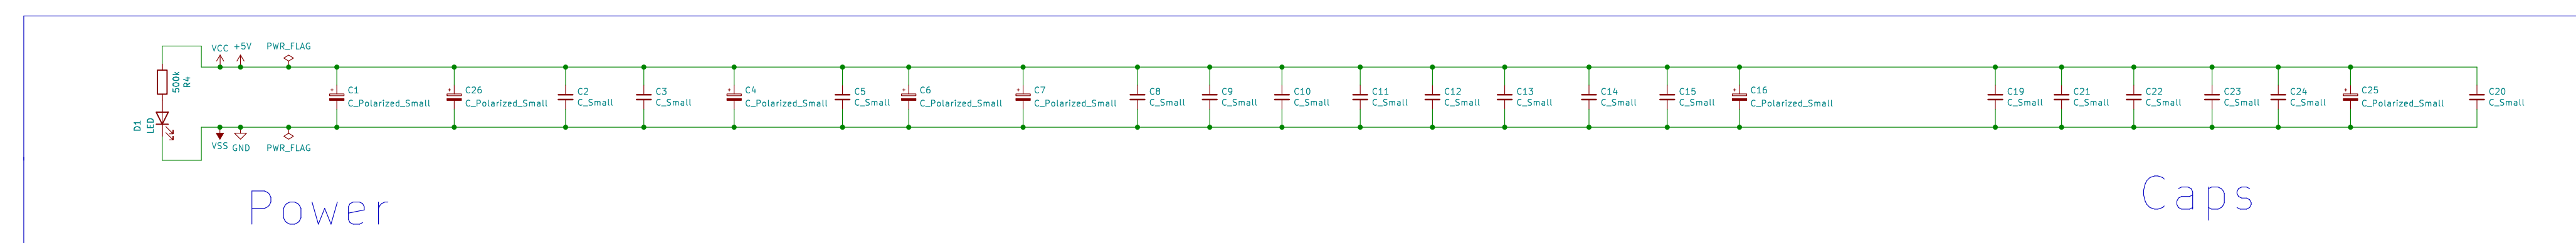 VCC
+5V
PWR_FLAG
500k
R4
D1
LED
VSS
GND
PWR_FLAG
C1
C_Polarized_Small
C26
C_Polarized_Small
C2
C_Small
C3
C_Small
C4
C_Polarized_Small
C5
C_Small
C6
C_Polarized_Small
C7
C_Polarized_Small
C8
C_Small
C9
C_Small
C10
C_Small
C11
C_Small
C12
C_Small
C13
C_Small
C14
C_Small
C15
C_Small
C16
C_Polarized_Small
C19
C_Small
C21
C_Small
C22
C_Small
C23
C_Small
C24
C_Small
C25
C_Polarized_Small
C20
C_Small
Power
Caps